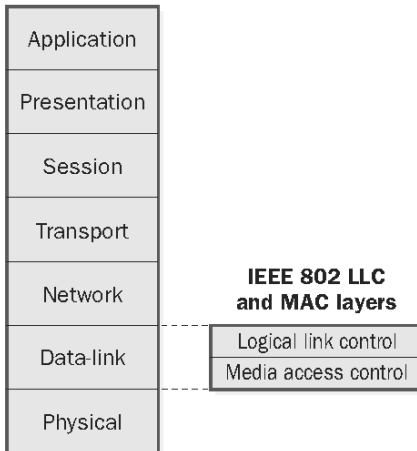 Application
Presentation
Session
Transport
Network
Data-link
Physical
IEEE 802 LLC
and MAC layers
Logical link control
Media access control